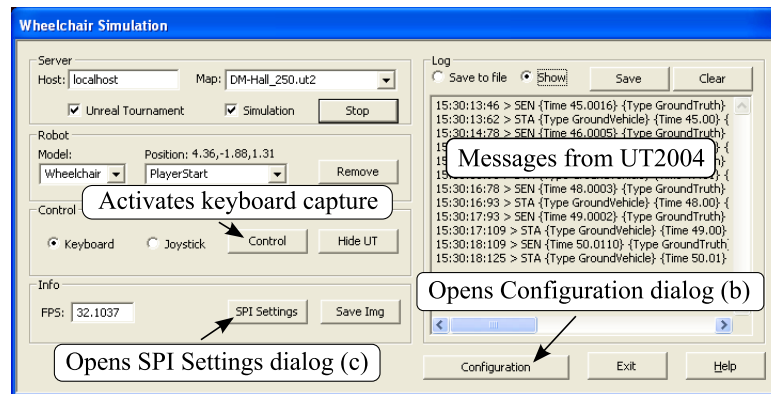 Wheelchair Simulation
Server
Host: localhost Map: DM-Hall_250.ut2
Unreal Tournament Simulation Stop
Robot
Model: Position: 4.36,-1.88,1.31
Wheelchair PlayerStart Remove
Activates keyboard capture
Control
Keyboard Joystick Control Hide UT
Info
FPS: 32.1037 SPI Settings Save Img
Opens SPI Settings dialog (c)
Log
Save to file Show Save Clear
15:30:13:46 > SEN {Time 45.0016} {Type GroundTruth}
15:30:13:62 > STA {Type GroundVehicle} {Time 45.00} {
15:30:14:78 > SEN {Time 46.0005} {Type GroundTruth}
Messages from UT2004
15:30:16:78 > SEN {Time 48.0003} {Type GroundTruth}
15:30:16:93 > STA {Type GroundVehicle} {Time 48.00} {
15:30:17:93 > SEN {Time 49.0002} {Type GroundTruth}
15:30:17:109 > STA {Type GroundVehicle} {Time 49.00}
15:30:18:109 > SEN {Time 50.0110} {Type GroundTruth}
15:30:18:125 > STA {Type GroundVehicle} {Time 50.01}
Opens Configuration dialog (b)
Configuration Exit Help